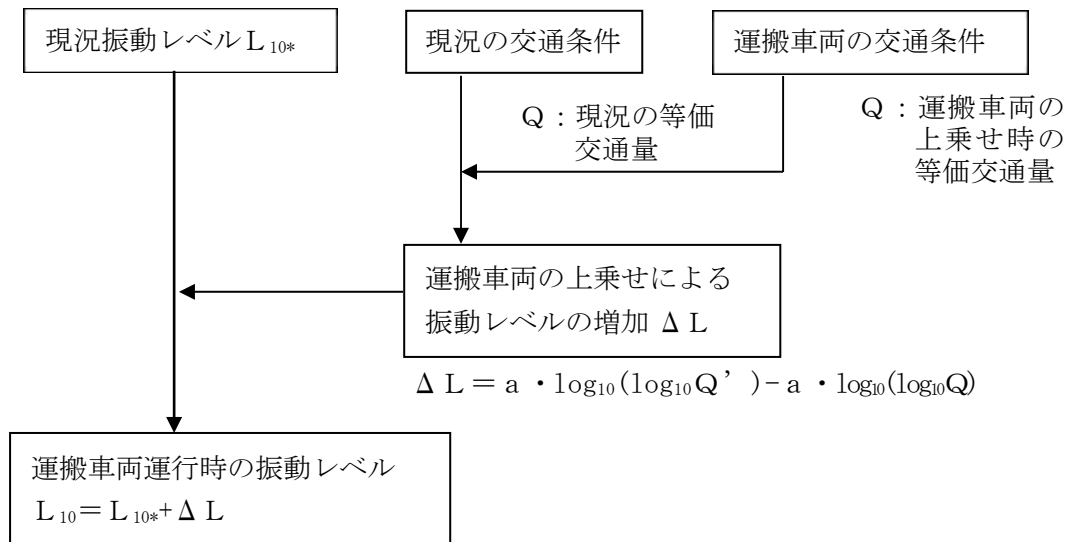 現況振動レベルL10*
現況の交通条件
運搬車両の交通条件
Q:現況の等価
交通量
Q:運搬車両の
上乗せ時の
等価交通量
運搬車両の上乗せによる
振動レベルの増加 ΔL
ΔL=a・log10(log10Q’)-a・log10(log10Q)
運搬車両運行時の振動レベル
L10=L10*+ΔL